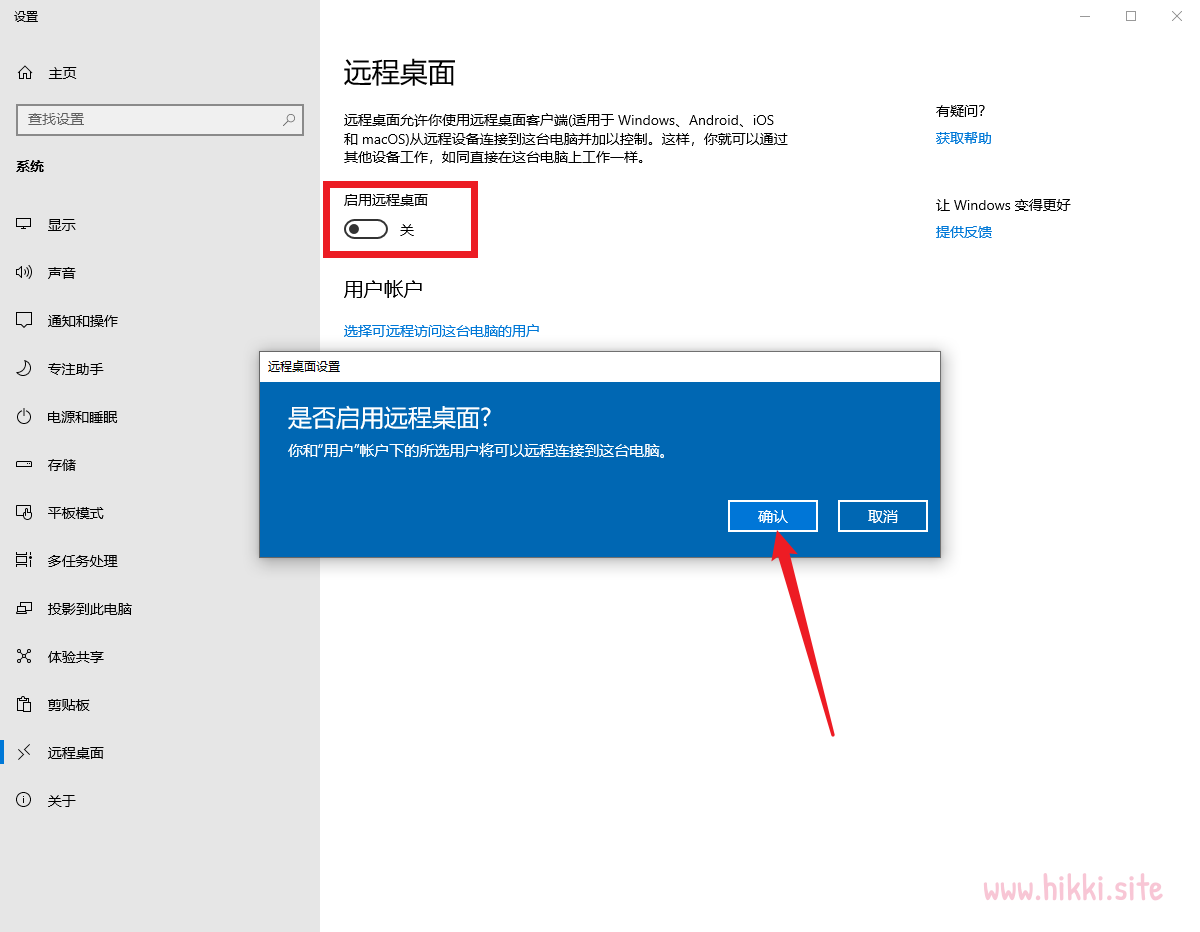 设置
主页
查找设置
系统
显示
声音
通知和操作
专注助手
电源和睡眠
存储
平板模式
多任务处理
投影到此电脑
体验共享
剪贴板
远程桌面
关于
远程桌面
远程桌面允许你使用远程桌面客户端(适用于 Windows、Android、iOS
和 macOS)从远程设备连接到这台电脑并加以控制。这样，你就可以通过
其他设备工作，如同直接在这台电脑上工作一样。
启用远程桌面
关
用户帐户
选择可远程访问这台电脑的用户
有疑问?
获取帮助
让 Windows 变得更好
提供反馈
远程桌面设置
是否启用远程桌面?
你和“用户”帐户下的所选用户将可以远程连接到这台电脑。
确认
取消
www.hikki.site